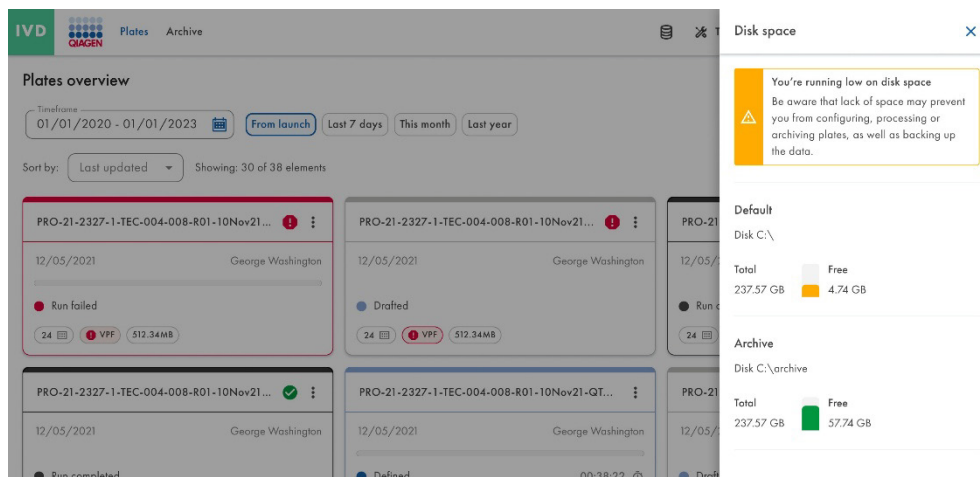 IVD
QIAGEN
Plates
Archive
Plates overview
Timeframe
01/01/2020 - 01/01/2023
From launch
Last 7 days
This month
Last year
Sort by:
Last updated
Showing: 30 of 38 elements
PRO-21-2327-1-TEC-004-008-R01-10Nov21...
12/05/2021
George Washington
Run failed
24
VPF
512.34MB
PRO-21-2327-1-TEC-004-008-R01-10Nov21...
12/05/2021
George Washington
Drafted
24
VPF
512.34MB
PRO-21
12/05/
Run
24
PRO-21-2327-1-TEC-004-008-R01-10Nov21...
12/05/2021
George Washington
Run completed
PRO-21-2327-1-TEC-004-008-R01-10Nov21-QT...
12/05/2021
George Washington
Defined
00:38:22
PRO-21
12/05/
Draft
Disk space
You're running low on disk space
Be aware that lack of space may prevent
you from configuring, processing or
archiving plates, as well as backing up
the data.
Default
Disk C:\
Total
Free
237.57 GB
4.74 GB
Archive
Disk C:\archive
Total
Free
237.57 GB
57.74 GB